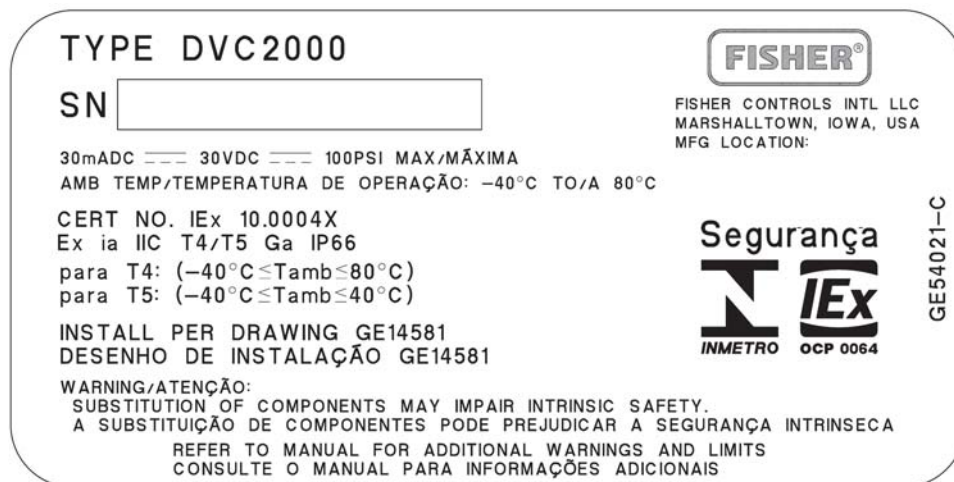 TYPE DVC2000
SN
FISHER®
FISHER CONTROLS INTL LLC
MARSHALLTOWN, IOWA, USA
MFG LOCATION:
30mADC 30VDC 100PSI MAX/MÁXIMA
AMB TEMP/TEMPERATURA DE OPERAÇÃO: -40°C TO/A 80°C
CERT NO. IEx 10.0004X
Ex ia IIC T4/T5 Ga IP66
para T4: (-40°C≤Tamb≤80°C)
para T5: (-40°C≤Tamb≤40°C)
INSTALL PER DRAWING GE14581
DESENHO DE INSTALAÇÃO GE14581
Segurança
INMETRO
IEx
OCP 0064
GE54021-C
WARNING/ATENÇÃO:
SUBSTITUTION OF COMPONENTS MAY IMPAIR INTRINSIC SAFETY.
A SUBSTITUIÇÃO DE COMPONENTES PODE PREJUDICAR A SEGURANÇA INTRINSECA
REFER TO MANUAL FOR ADDITIONAL WARNINGS AND LIMITS
CONSULTE O MANUAL PARA INFORMAÇÕES ADICIONAIS